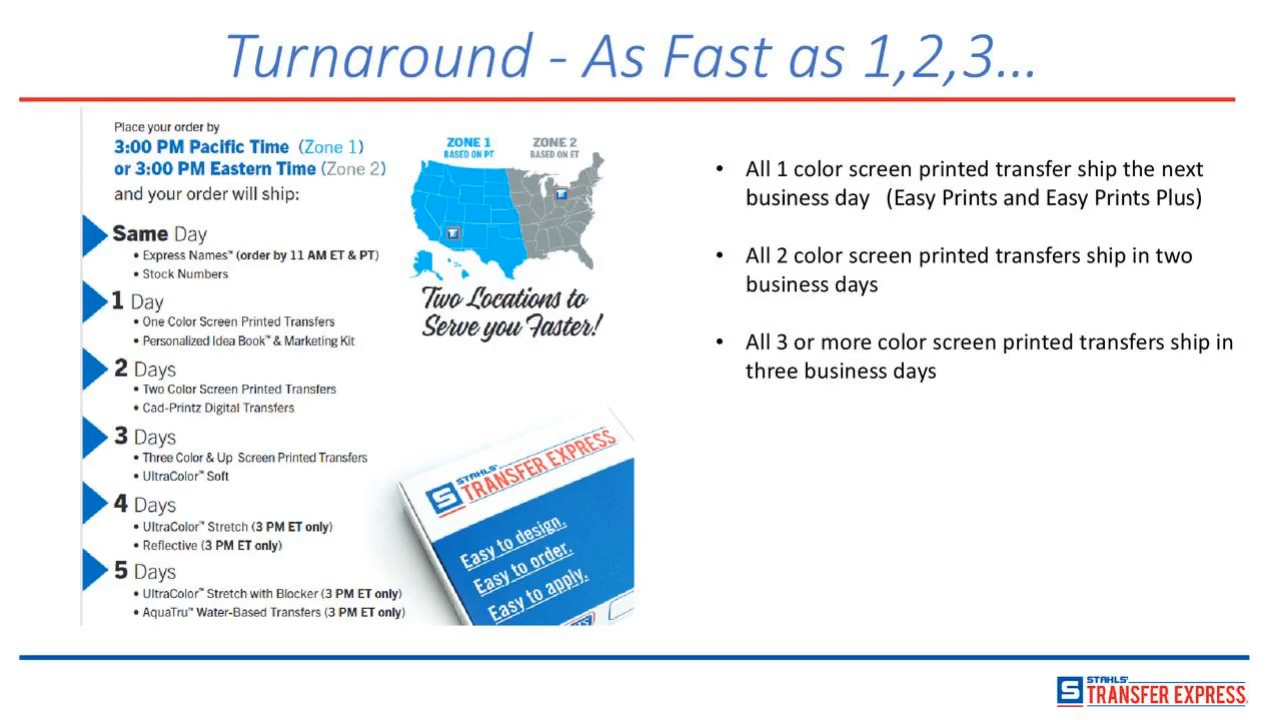 Turnaround - As Fast as 1,2,3...
Place your order by
3:00 PM Pacific Time (Zone 1)
or 3:00 PM Eastern Time (Zone 2)
and your order will ship:
Same Day
• Express Names™ (order by 11 AM ET & PT)
• Stock Numbers
1 Day
• One Color Screen Printed Transfers
• Personalized Idea Book™ & Marketing Kit
2 Days
• Two Color Screen Printed Transfers
• Cad-Printz Digital Transfers
3 Days
• Three Color & Up Screen Printed Transfers
• UltraColor™ Soft
4 Days
• UltraColor™ Stretch (3 PM ET only)
• Reflective (3 PM ET only)
5 Days
• UltraColor™ Stretch with Blocker (3 PM ET only)
• AquaTru™ Water-Based Transfers (3 PM ET only)
ZONE 1
BASED ON PT
ZONE 2
BASED ON ET
Two Locations to
Serve you Faster!
STAHLS'
TRANSFER EXPRESS
Easy to design.
Easy to order.
Easy to apply.
• All 1 color screen printed transfer ship the next
business day (Easy Prints and Easy Prints Plus)
• All 2 color screen printed transfers ship in two
business days
• All 3 or more color screen printed transfers ship in
three business days
STAHLS'
TRANSFER EXPRESS